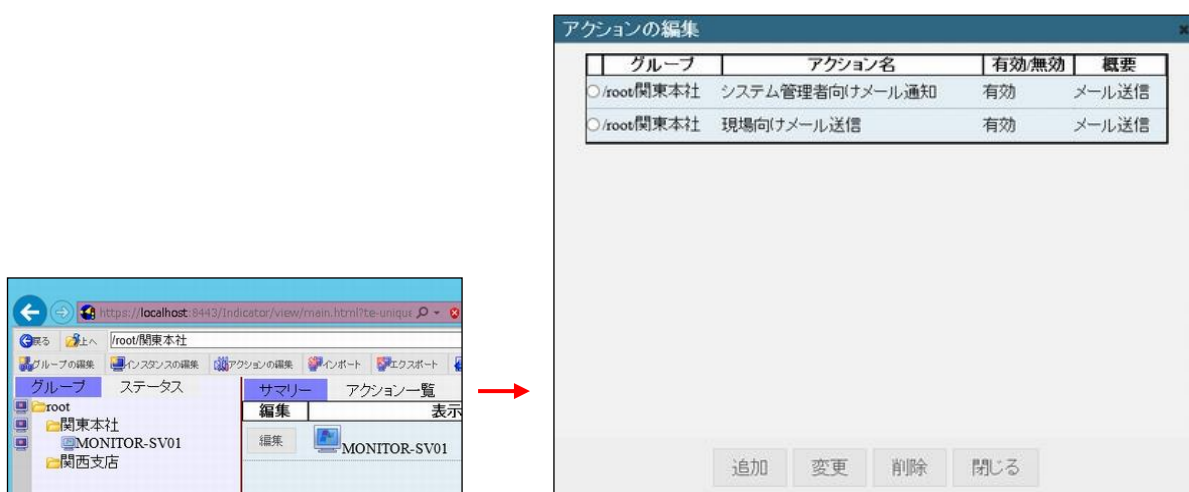 アクションの編集
グループ アクション名 有効/無効 概要
/root/関東本社 システム管理者向けメール通知 有効 メール送信
/root/関東本社 現場向けメール送信 有効 メール送信
追加 変更 削除 閉じる
https://localhost:8443/Indicator/view/main.html?te-unique
戻る 上へ /root/関東本社
グループの編集 インスタンスの編集 アクションの編集 インポート エクスポート
グループ ステータス サマリー アクション一覧
root
関東本社
MONITOR-SV01
関西支店
編集 表示
編集 MONITOR-SV01